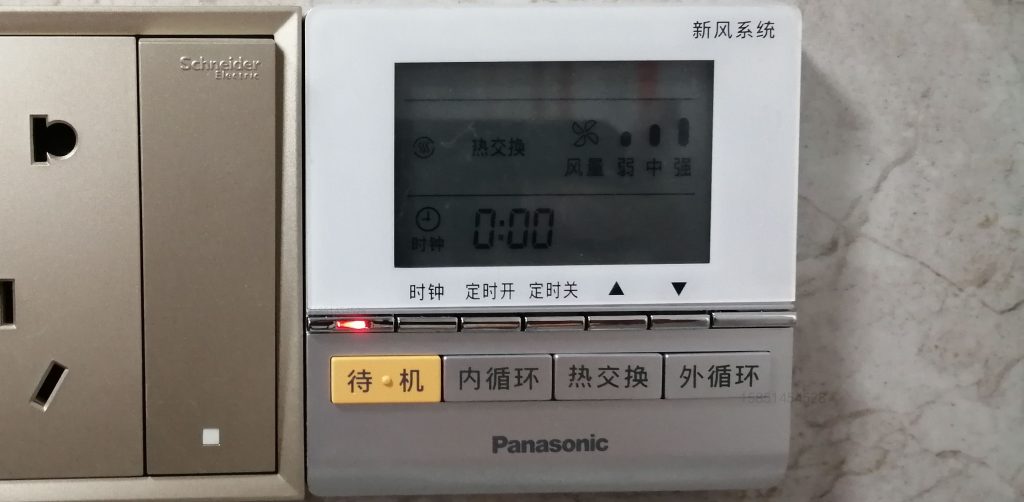 Schneider
Electric
新风系统
热交换
风量 弱 中 强
时钟
0:00
时钟 定时开 定时关 ▲ ▼
待机 内循环 热交换 外循环
Panasonic